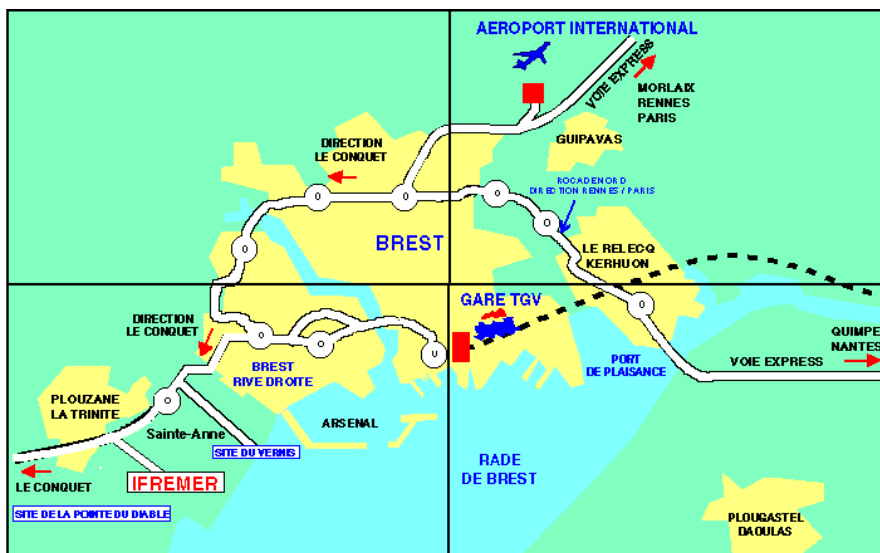 AEROPORT INTERNATIONAL
VOIE EXPRESS
MORLAIX
RENNES
PARIS
GUIPAVAS
DIRECTION
LE CONQUET
ROCADE NORD
DIRECTION RENNES / PARIS
BREST
LE RELECQ
KERHUON
GARE TGV
DIRECTION
LE CONQUET
QUIMPE
NANTES
VOIE EXPRESS
BREST
RIVE DROITE
PORT
DE PLAISANCE
PLOUZANE
LA TRINITE
ARSENAL
Sainte-Anne
SITE DU VERNIS
RADE
DE BREST
IFREMER
LE CONQUET
SITE DE LA POINTE DU DIABLE
PLOUGASTEL
DAOULAS